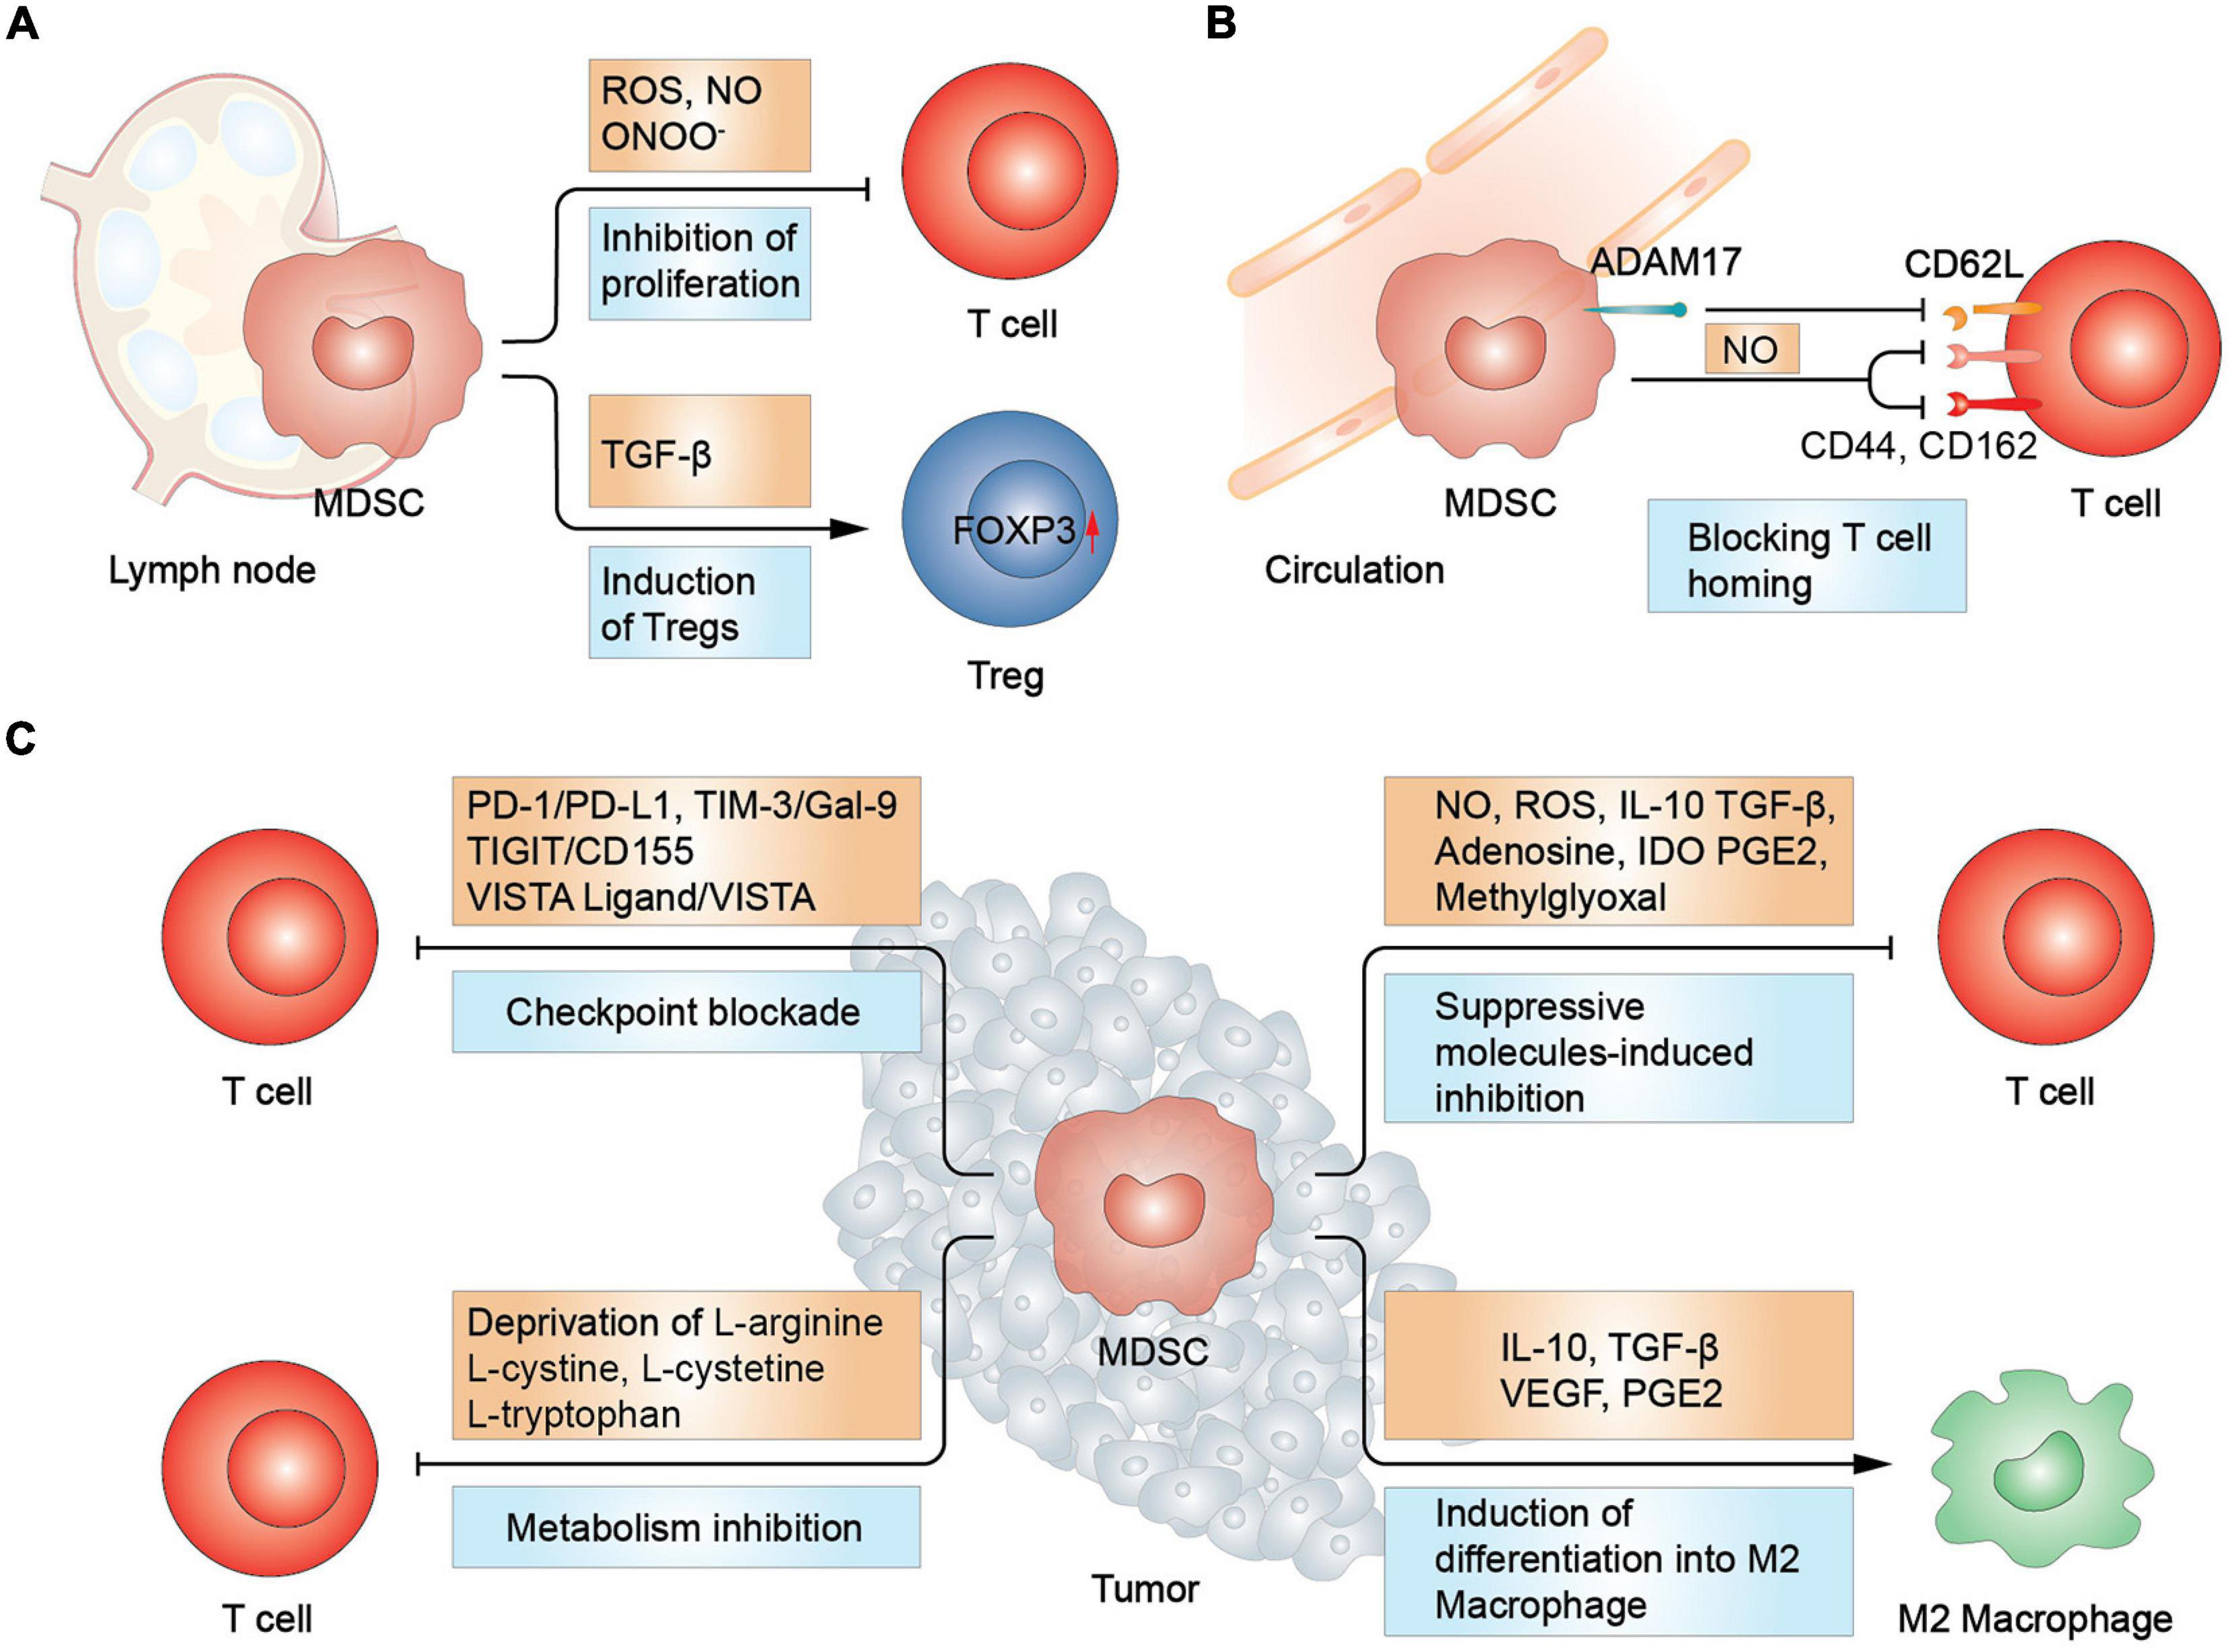 A
ROS, NO
ONOO⁻
Inhibition of
proliferation
T cell
TGF-β
Induction
of Tregs
FOXP3
Treg
MDSC
Lymph node
B
ADAM17
CD62L
NO
CD44, CD162
MDSC
T cell
Circulation
Blocking T cell
homing
C
PD-1/PD-L1, TIM-3/Gal-9
TIGIT/CD155
VISTA Ligand/VISTA
Checkpoint blockade
T cell
NO, ROS, IL-10 TGF-β,
Adenosine, IDO PGE2,
Methylglyoxal
Suppressive
molecules-induced
inhibition
T cell
Deprivation of L-arginine
L-cystine, L-cystetine
L-tryptophan
Metabolism inhibition
T cell
MDSC
Tumor
IL-10, TGF-β
VEGF, PGE2
Induction of
differentiation into M2
Macrophage
M2 Macrophage